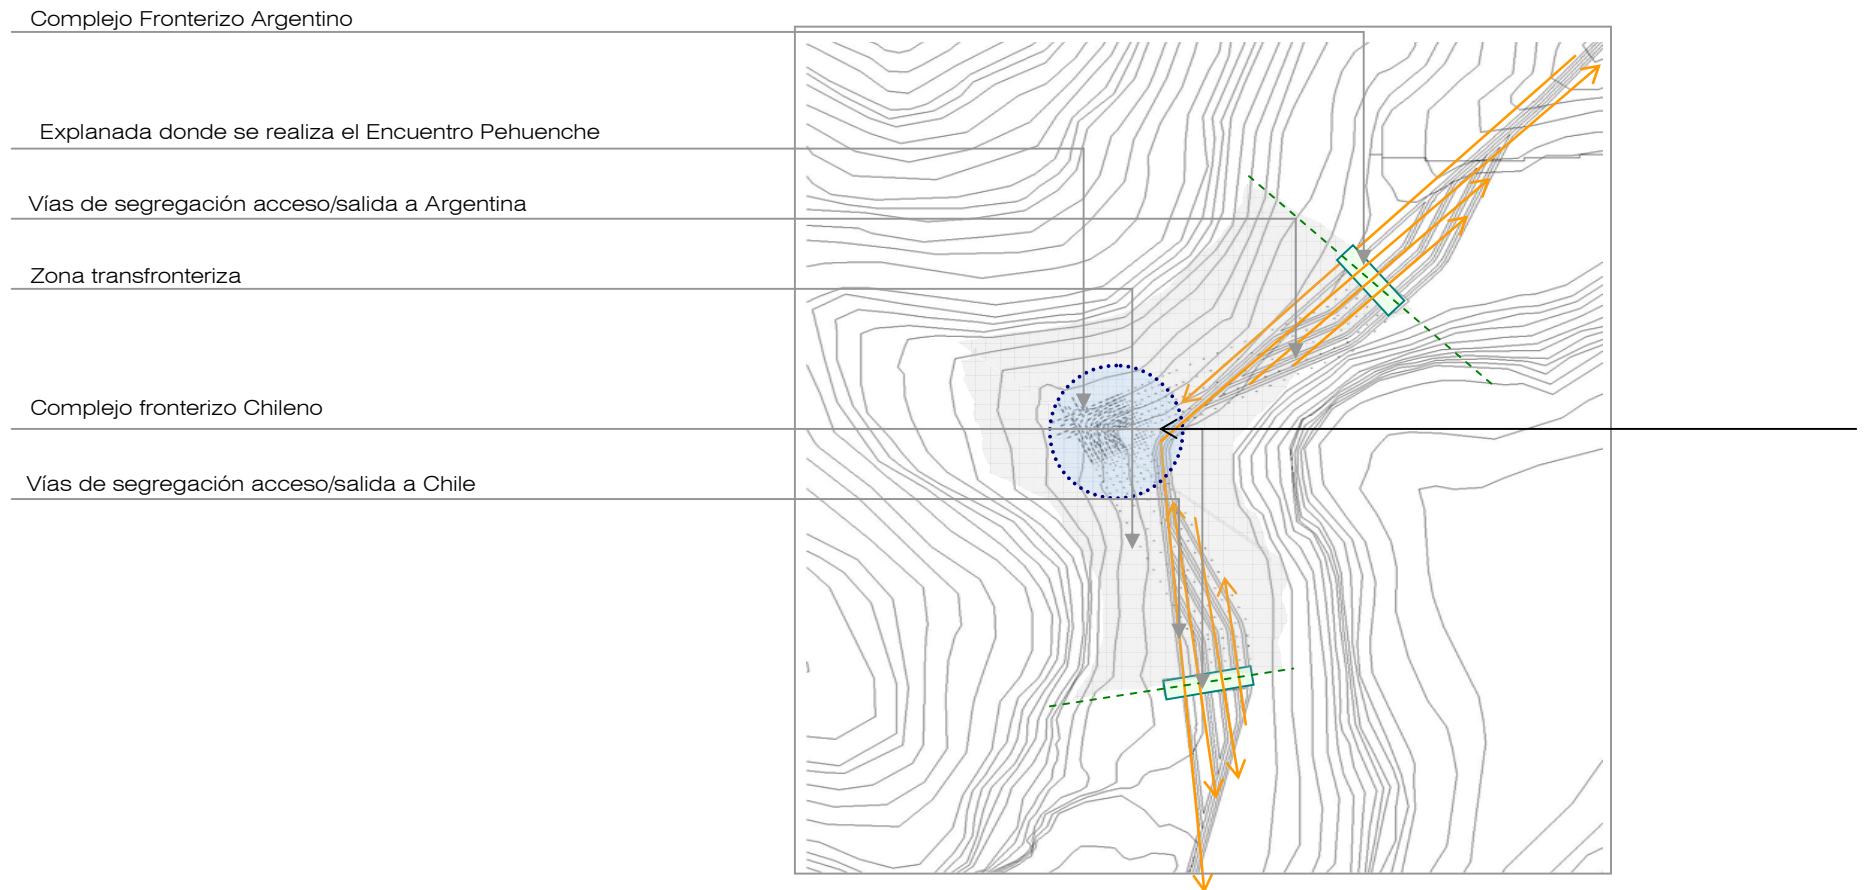 Complejo Fronterizo Argentino
Explanada donde se realiza el Encuentro Pehuenche
Vías de segregación acceso/salida a Argentina
Zona transfronteriza
Complejo fronterizo Chileno
Vías de segregación acceso/salida a Chile